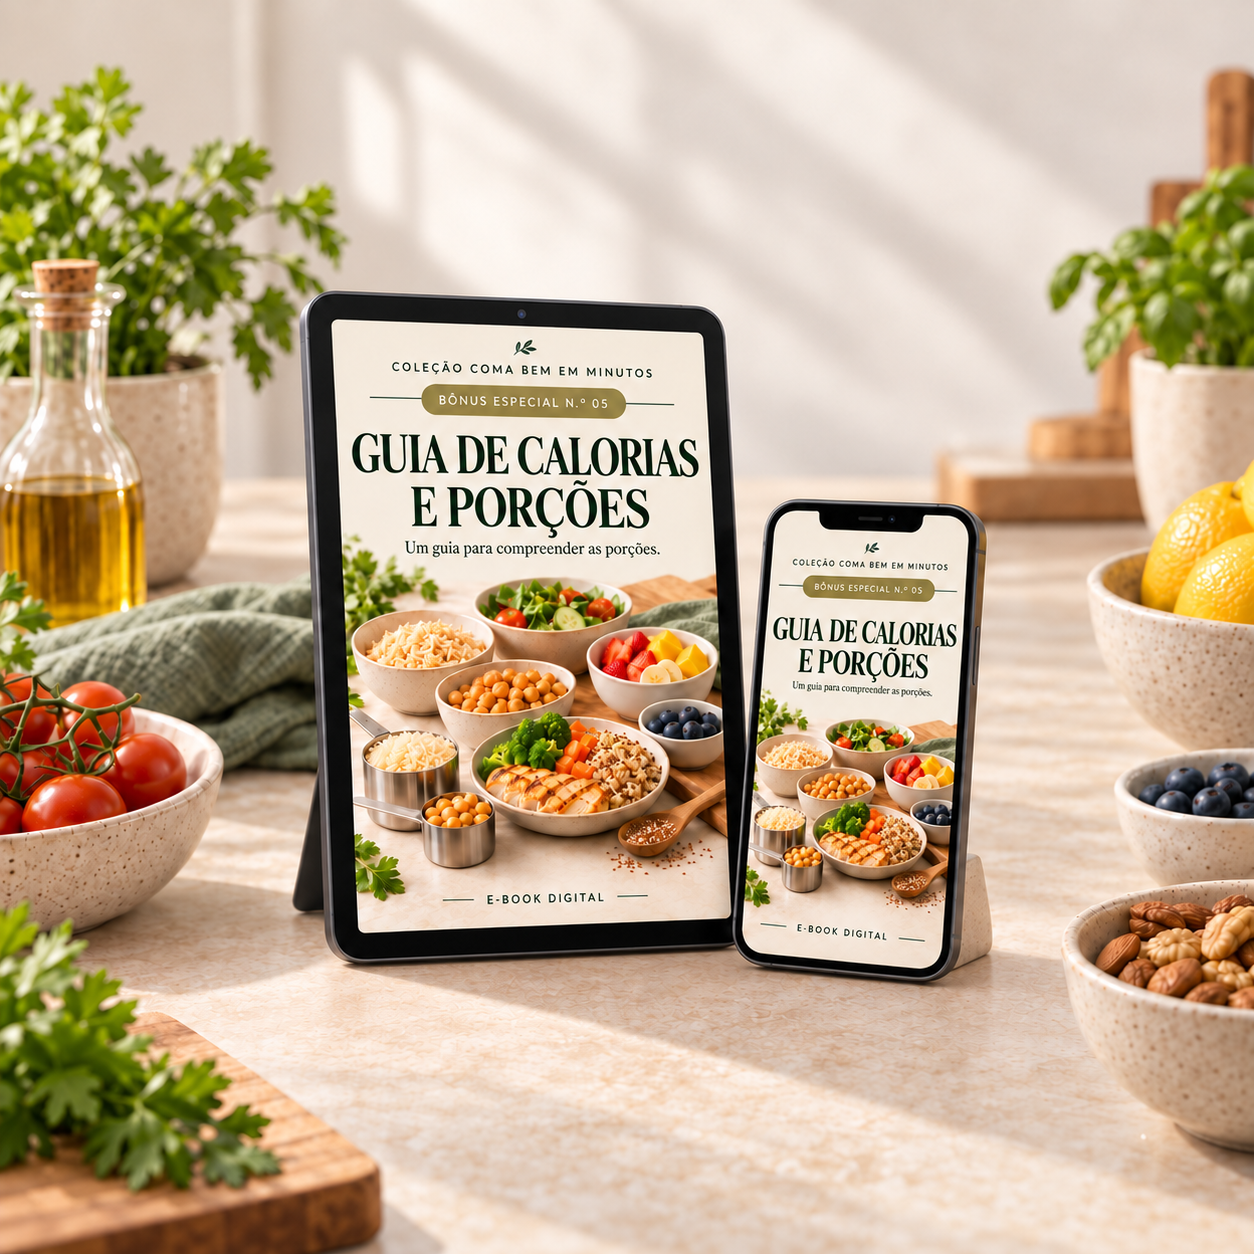 COLEÇÃO COMA BEM EM MINUTOS
BÔNUS ESPECIAL N.º 05
GUIA DE CALORIAS
E PORÇÕES
Um guia para compreender as porções.
E-BOOK DIGITAL
COLEÇÃO COMA BEM EM MINUTOS
BÔNUS ESPECIAL N.º 05
GUIA DE CALORIAS
E PORÇÕES
Um guia para compreender as porções.
E-BOOK DIGITAL